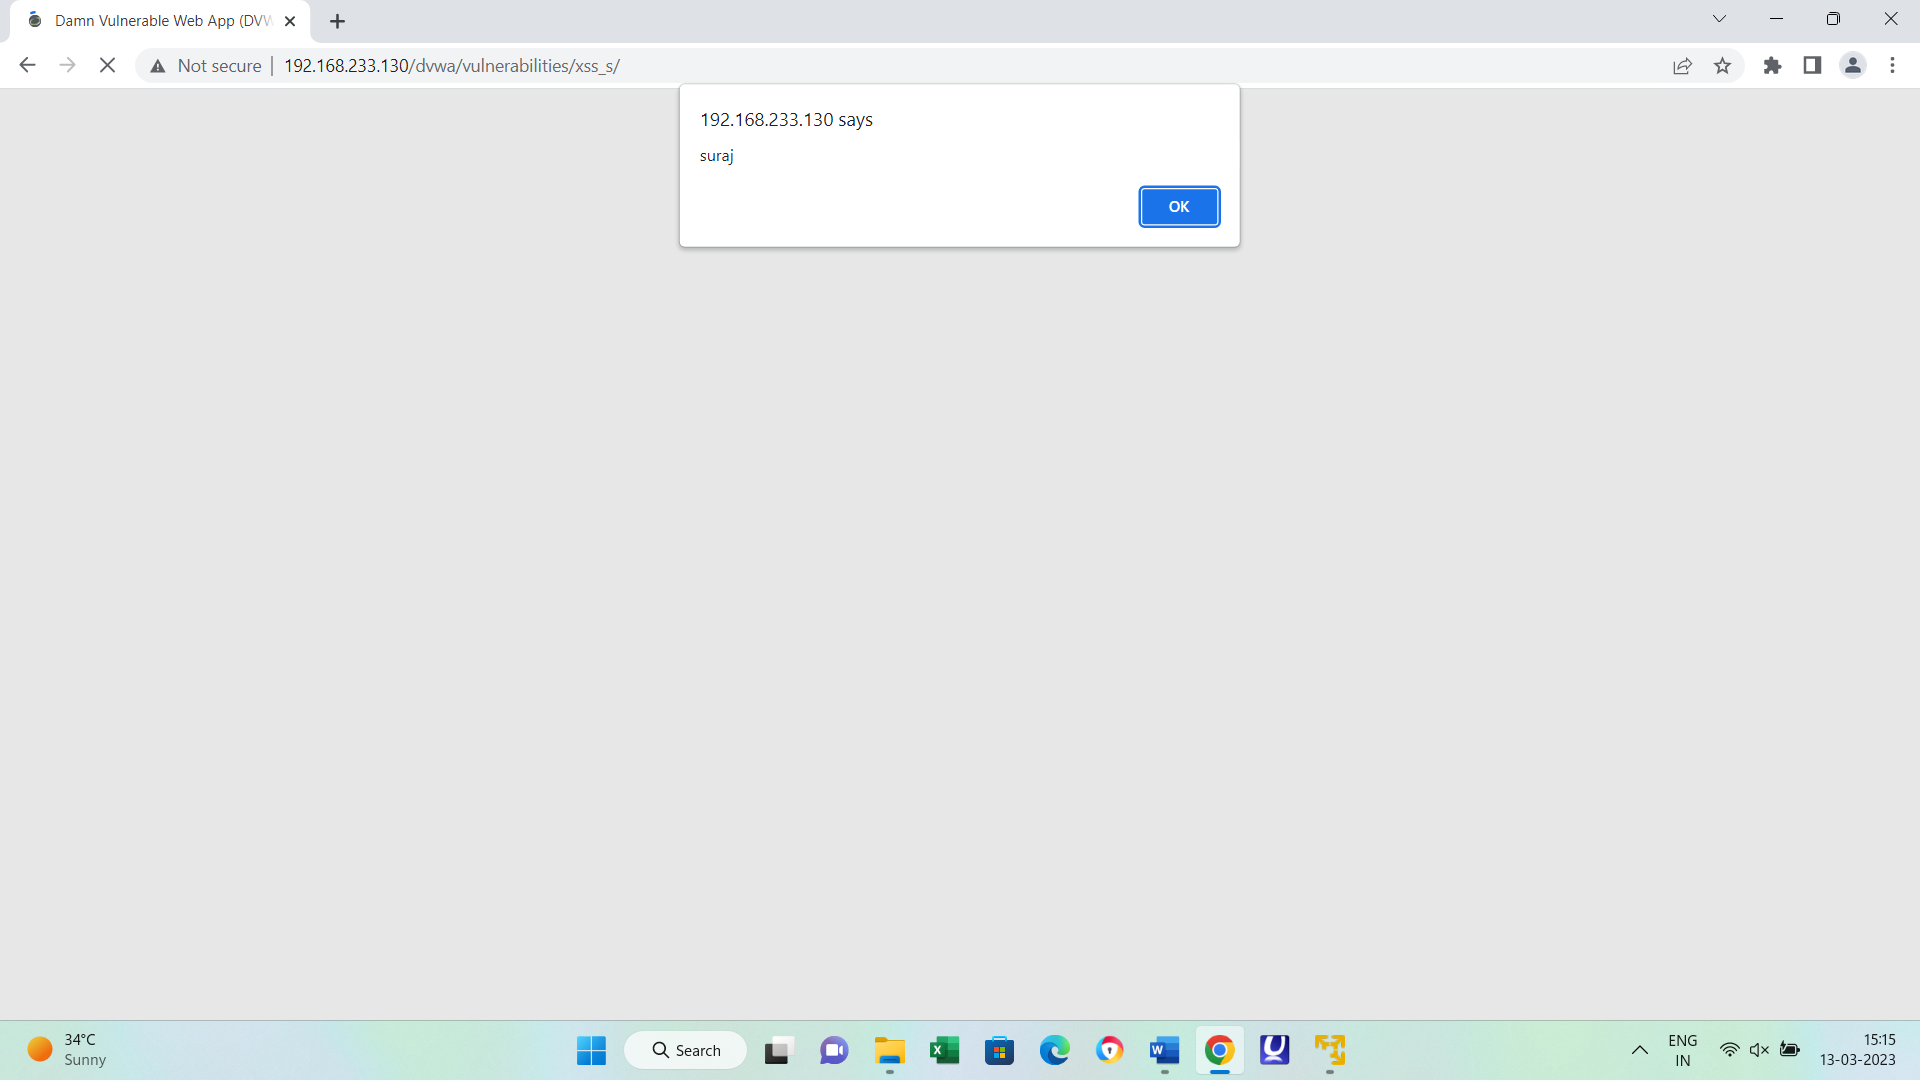 Damn Vulnerable Web App (DVW
Not secure
192.168.233.130/dvwa/vulnerabilities/xss_s/
192.168.233.130 says
suraj
OK
34°C
Sunny
Search
ENG
IN
15:15
13-03-2023